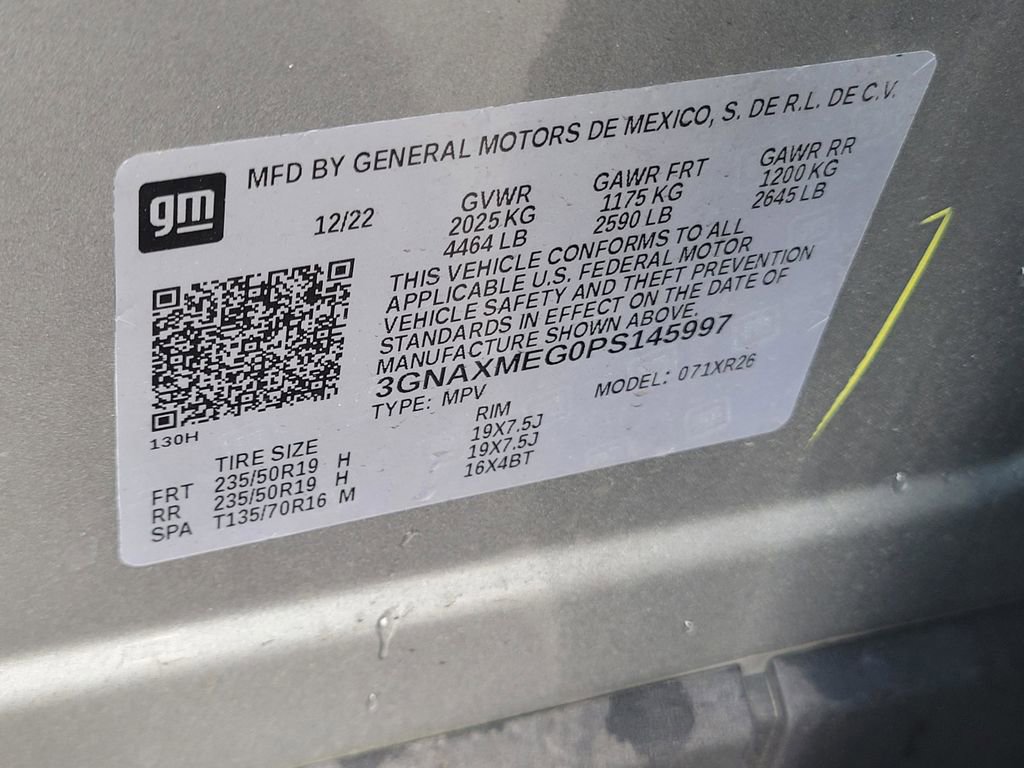 MFD BY GENERAL MOTORS DE MEXICO, S. DE R.L. DE C.V.
gm
12/22
GVWR
2025 KG
4464 LB
GAWR FRT
1175 KG
2590 LB
GAWR RR
1200 KG
2645 LB
THIS VEHICLE CONFORMS TO ALL
APPLICABLE U.S. FEDERAL MOTOR
VEHICLE SAFETY AND THEFT PREVENTION
STANDARDS IN EFFECT ON THE DATE OF
MANUFACTURE SHOWN ABOVE.
3GNAXMEG0PS145997
TYPE: MPV MODEL: 071XR26
130H
TIRE SIZE RIM
FRT 235/50R19 H 19X7.5J
RR 235/50R19 H 19X7.5J
SPA T135/70R16 M 16X4BT